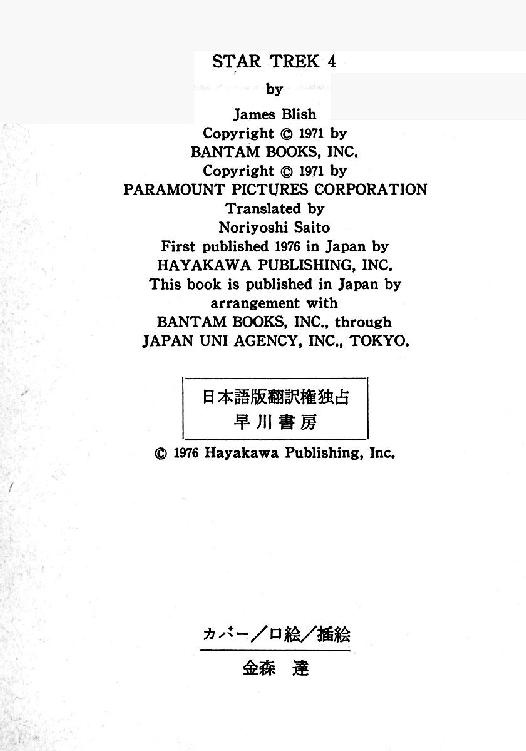 STAR TREK 4
by
James Blish
Copyright © 1971 by
BANTAM BOOKS, INC.
Copyright © 1971 by
PARAMOUNT PICTURES CORPORATION
Translated by
Noriyoshi Saito
First published 1976 in Japan by
HAYAKAWA PUBLISHING, INC.
This book is published in Japan by
arrangement with
BANTAM BOOKS, INC., through
JAPAN UNI AGENCY, INC., TOKYO.
日本語版翻訳権独占
早川書房
© 1976 Hayakawa Publishing, Inc.
カバー/口絵/挿絵
金森 達